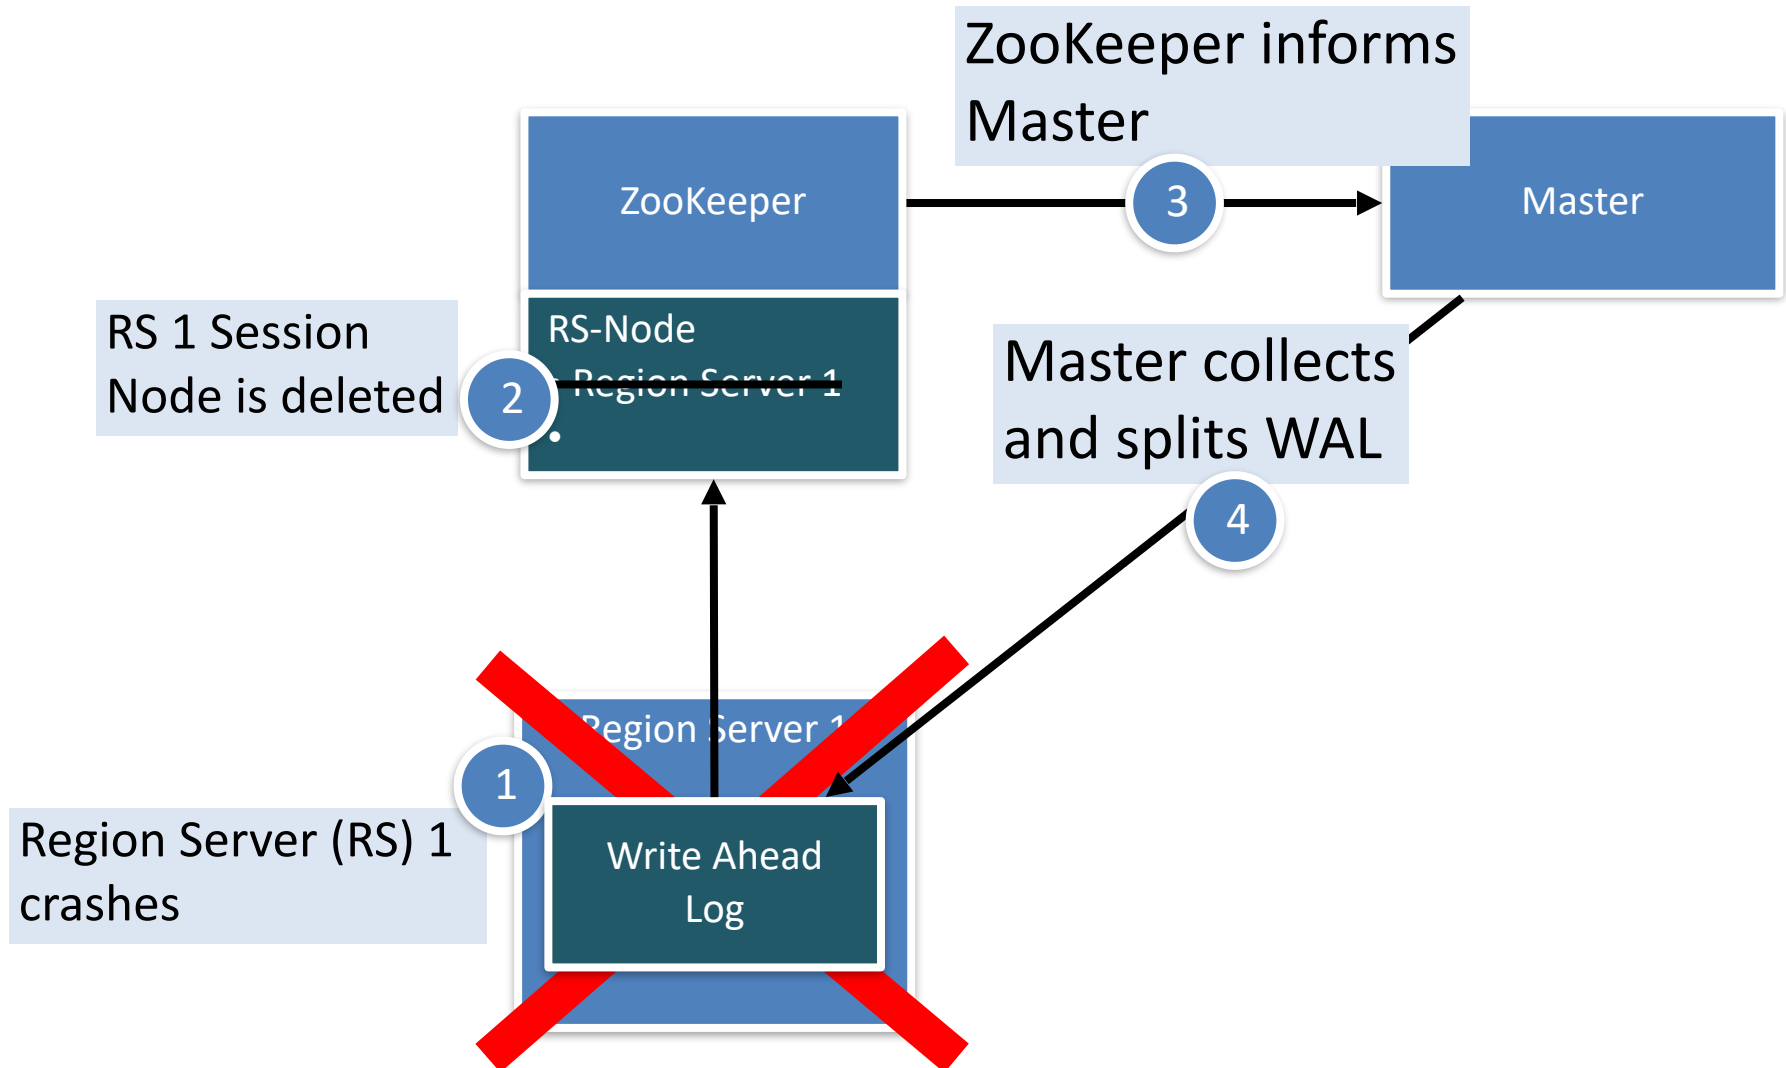 ZooKeeper informs
Master
ZooKeeper
3
Master
RS 1 Session
Node is deleted
2
RS-Node
• Region Server 1
•
Master collects
and splits WAL
4
Region Server 1
1
Region Server (RS) 1
crashes
Write Ahead
Log